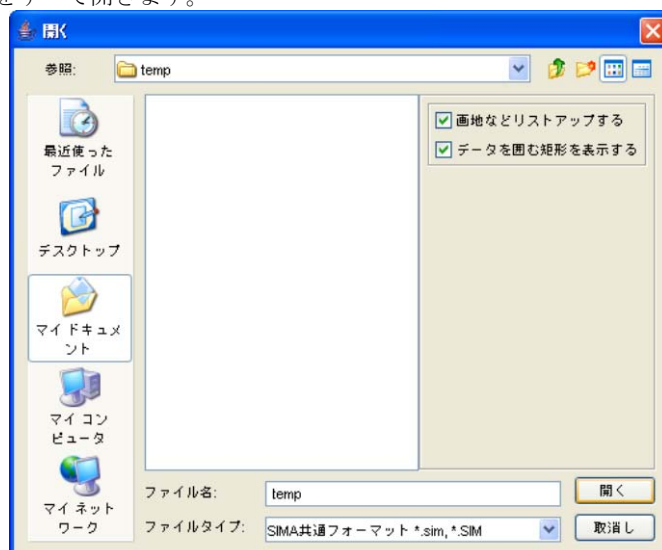 て開きます。
開く
参照:
temp
画地などリストアップする
データを囲む矩形を表示する
最近使った
ファイル
デスクトップ
マイ ドキュメ
ント
マイ コン
ピュータ
マイ ネット
ワーク
ファイル名:
temp
開く
ファイルタイプ:
SIMA共通フォーマット *.sim, *.SIM
取消し